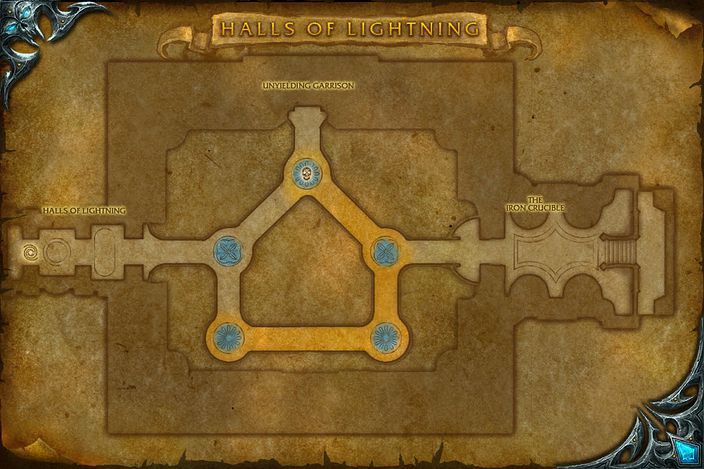 HALLS OF LIGHTNING
UNYIELDING GARRISON
HALLS OF LIGHTNING
THE
IRON CRUCIBLE